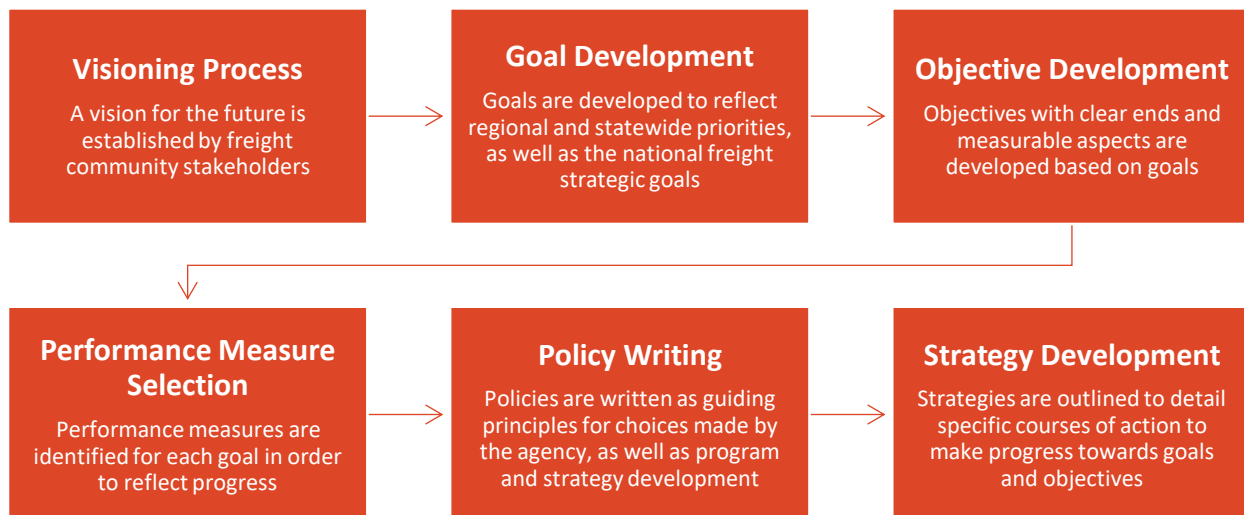 Visioning Process
A vision for the future is
established by freight
community stakeholders
Goal Development
Goals are developed to reflect
regional and statewide priorities,
as well as the national freight
strategic goals
Objective Development
Objectives with clear ends and
measurable aspects are
developed based on goals
Performance Measure
Selection
Performance measures are
identified for each goal in order
to reflect progress
Policy Writing
Policies are written as guiding
principles for choices made by
the agency, as well as program
and strategy development
Strategy Development
Strategies are outlined to detail
specific courses of action to
make progress towards goals
and objectives